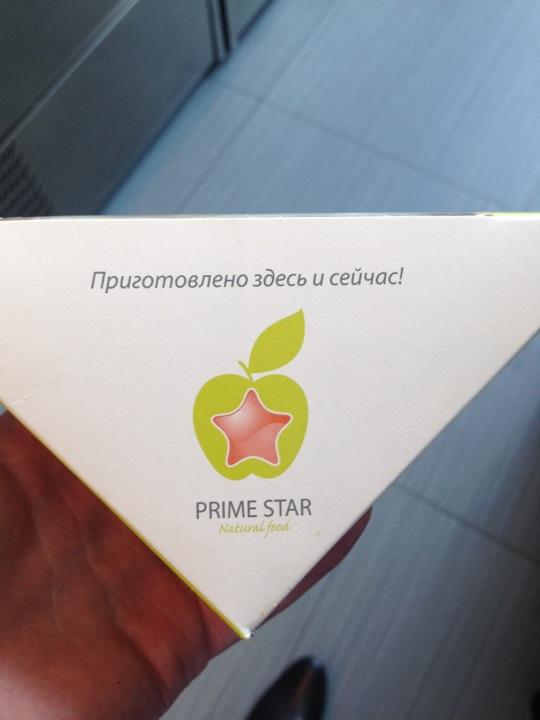 Приготовлено здесь и сейчас!
PRIME STAR
Natural food